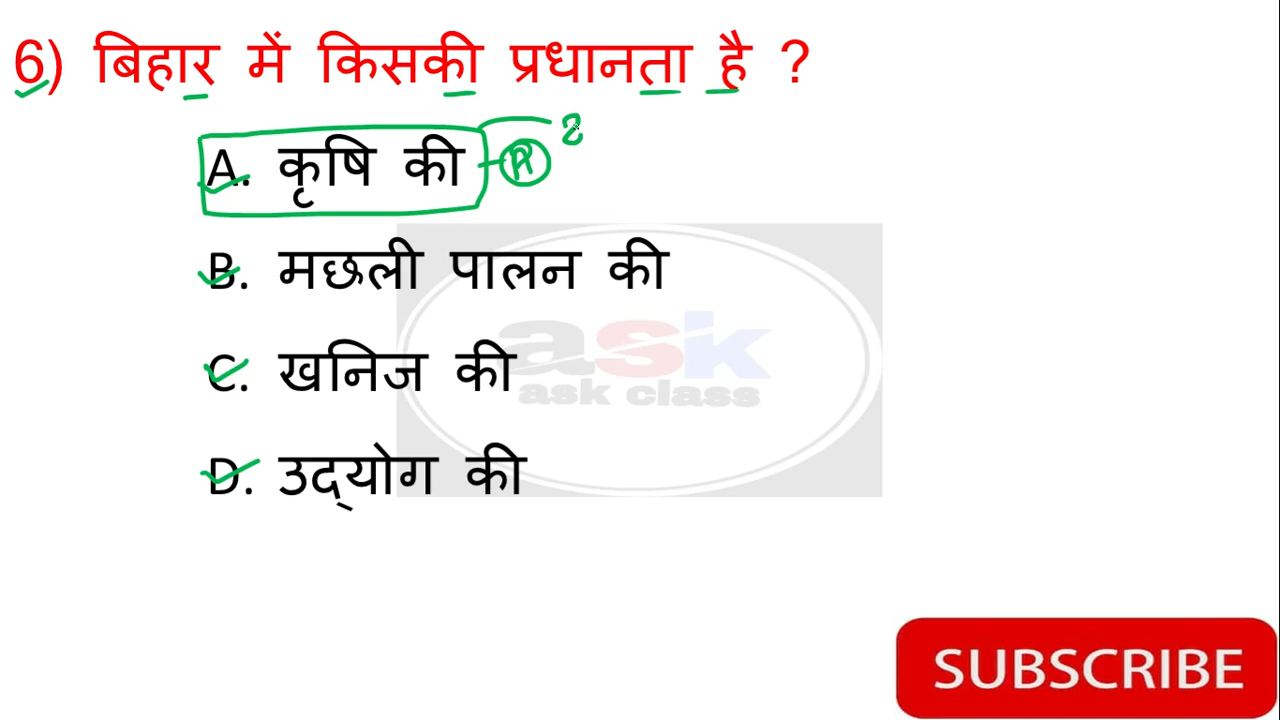 6) बिहार में किसकी प्रधानता है ?
A. कृषि की
B. मछली पालन की
C. खनिज की
D. उद्योग की
ask
ask class
SUBSCRIBE